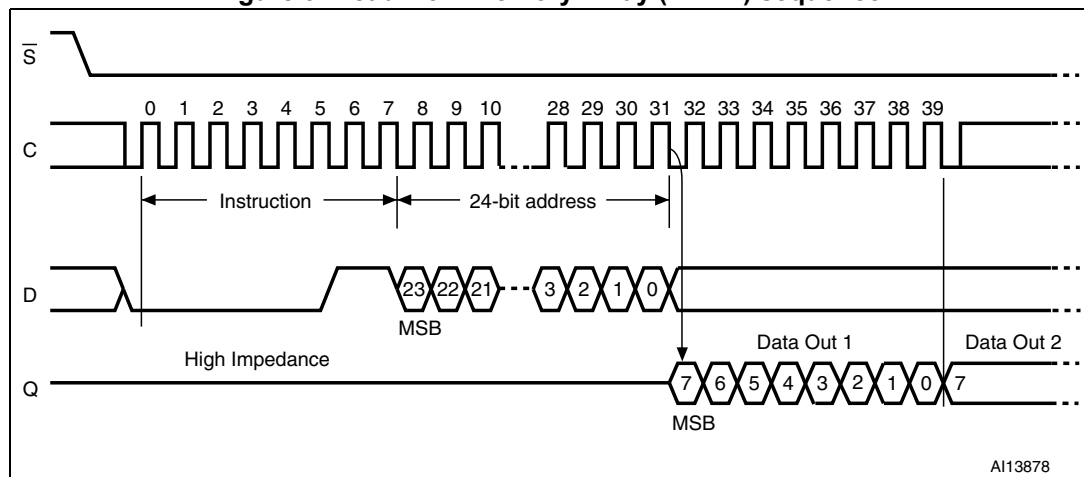 S
0 1 2 3 4 5 6 7 8 9 10 28 29 30 31 32 33 34 35 36 37 38 39
C
Instruction 24-bit address
D 23 22 21 3 2 1 0
MSB
Data Out 1 Data Out 2
High Impedance
Q 7 6 5 4 3 2 1 0 7
MSB
AI13878